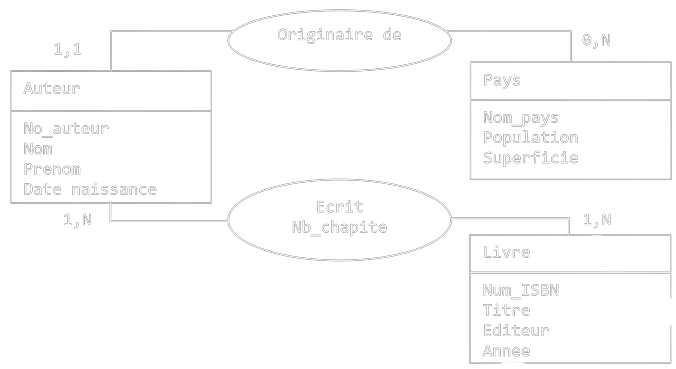 Originaire de
1,1
0,N
Auteur
Pays
No_auteur
Nom
Prenom
Date naissance
Nom_pays
Population
Superficie
1,N
Ecrit
Nb_chapite
1,N
Livre
Num_ISBN
Titre
Editeur
Annee